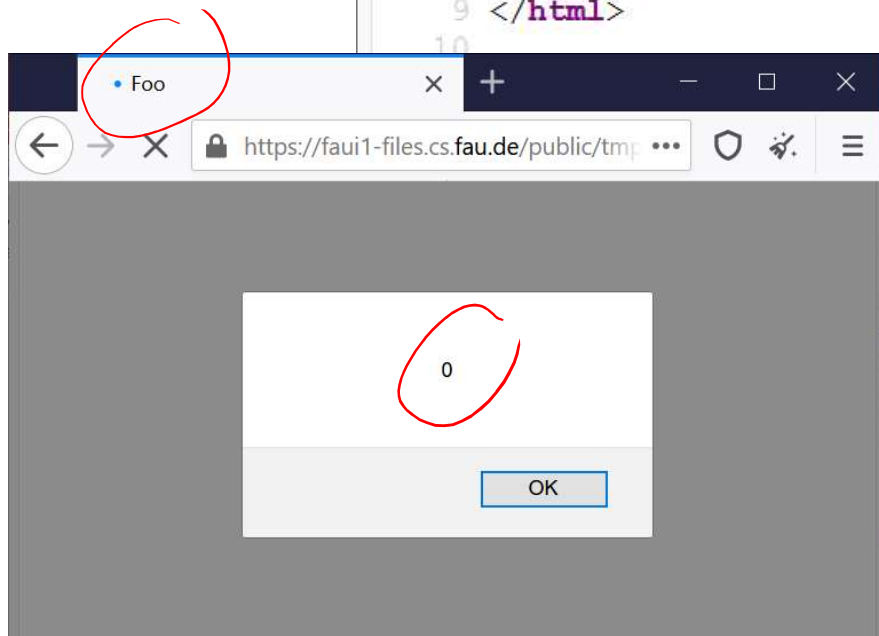 9 </html>
10
• Foo
https://faui1-files.cs.fau.de/public/tmp
0
OK